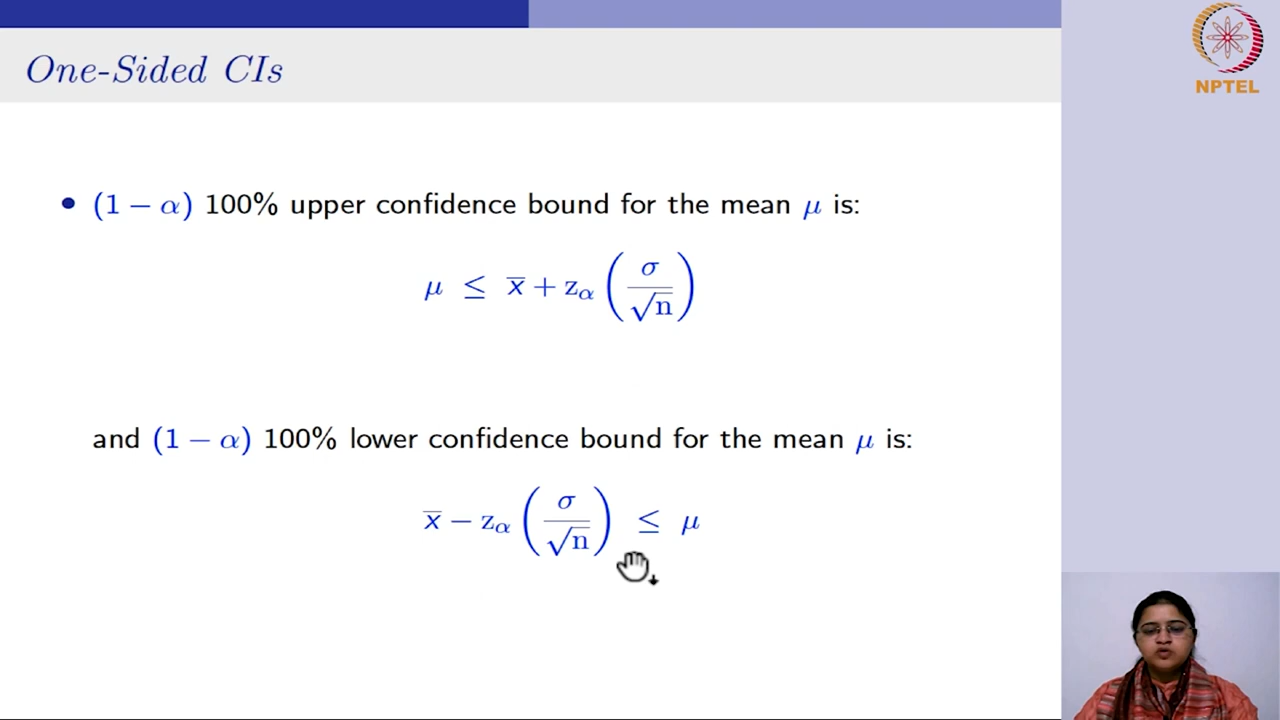 One-Sided CIs
NPTEL
• (1 − α) 100% upper confidence bound for the mean μ is:
μ ≤ x̅ + z_α (σ/√n)
and (1 − α) 100% lower confidence bound for the mean μ is:
x̅ − z_α (σ/√n) ≤ μ